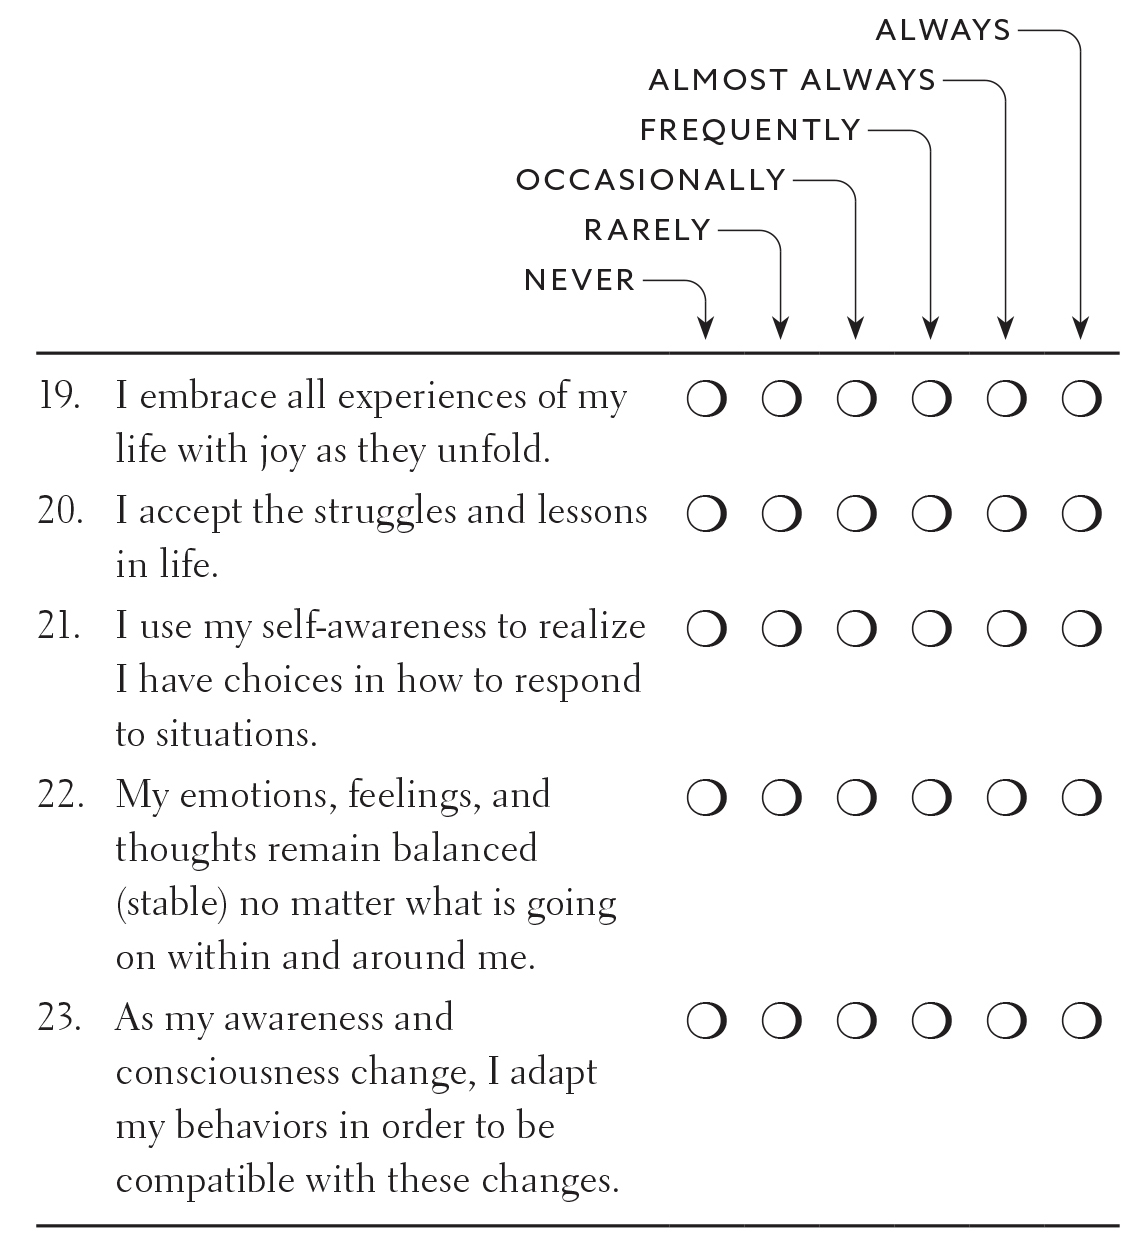 ALWAYS
ALMOST ALWAYS
FREQUENTLY
OCCASIONALLY
RARELY
NEVER
19. I embrace all experiences of my
life with joy as they unfold.
20. I accept the struggles and lessons
in life.
21. I use my self-awareness to realize
I have choices in how to respond
to situations.
22. My emotions, feelings, and
thoughts remain balanced
(stable) no matter what is going
on within and around me.
23. As my awareness and
consciousness change, I adapt
my behaviors in order to be
compatible with these changes.